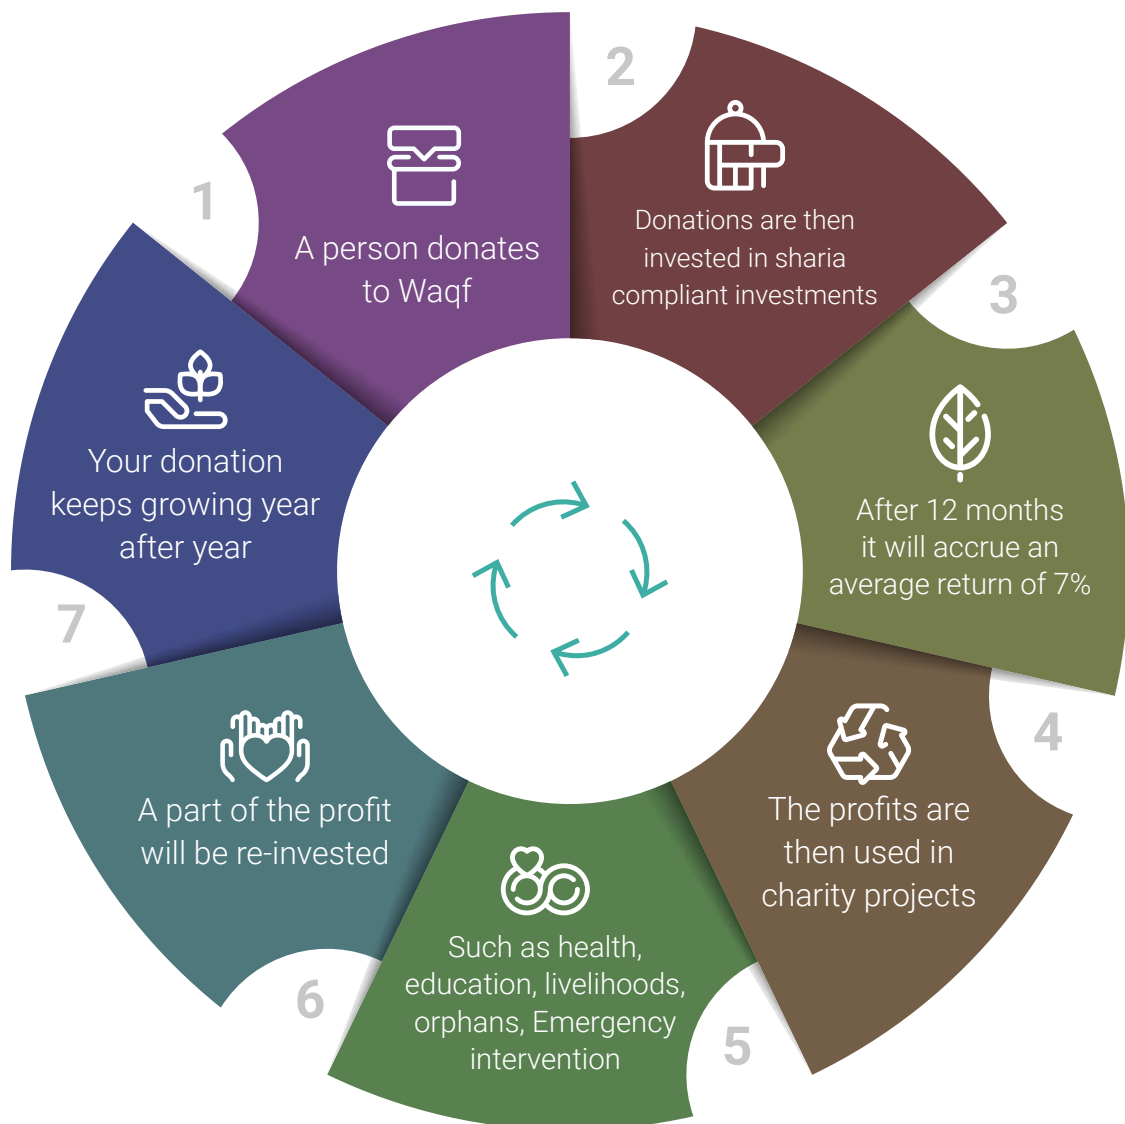 1
A person donates
to Waqf
2
Donations are then
invested in sharia
compliant investments
3
After 12 months
it will accrue an
average return of 7%
4
The profits are
then used in
charity projects
5
Such as health,
education, livelihoods,
orphans, Emergency
intervention
6
A part of the profit
will be re-invested
7
Your donation
keeps growing year
after year